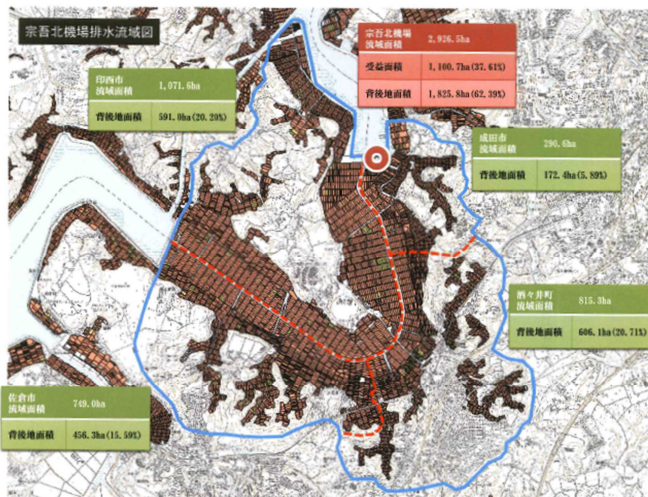 宗吾北機場排水流域図
宗吾北機場
流域面積 2,926.5ha
受益面積 1,100.7ha(37.61%)
背後地面積 1,825.8ha(62.39%)
印西市
流域面積 1,071.6ha
背後地面積 591.0ha(20.20%)
成田市
流域面積 290.6ha
背後地面積 172.4ha(5.89%)
酒々井町
流域面積 815.3ha
背後地面積 606.1ha(20.71%)
佐倉市
流域面積 749.0ha
背後地面積 456.3ha(15.59%)